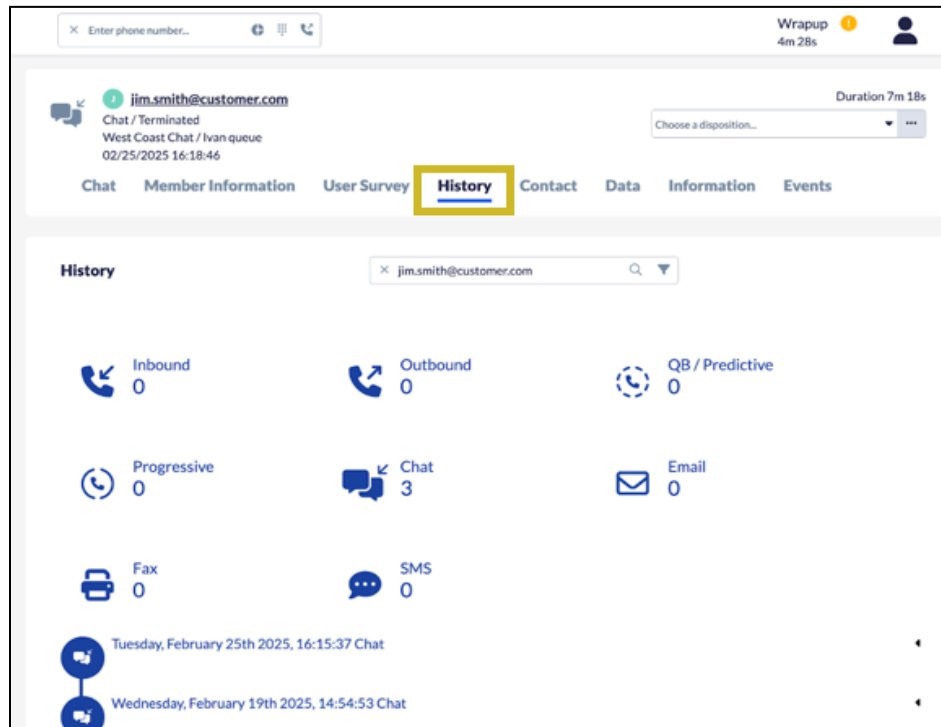 Enter phone number...
Wrapup
4m 28s
J
jim.smith@customer.com
Duration 7m 18s
Chat / Terminated
Choose a disposition...
West Coast Chat / Ivan queue
02/25/2025 16:18:46
Chat Member Information User Survey History Contact Data Information Events
History
jim.smith@customer.com
Inbound
0
Outbound
0
QB / Predictive
0
Progressive
0
Chat
3
Email
0
Fax
0
SMS
0
Tuesday, February 25th 2025, 16:15:37 Chat
Wednesday, February 19th 2025, 14:54:53 Chat